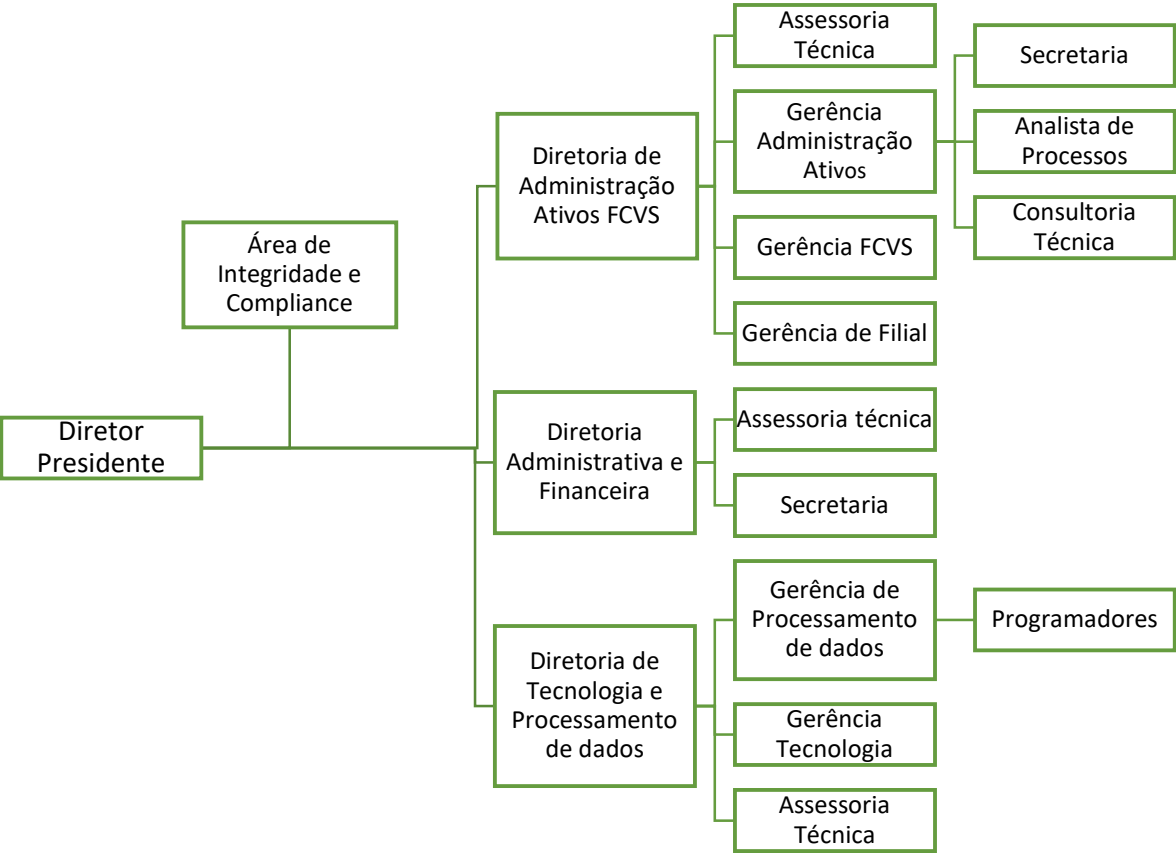 Diretor
Presidente
Área de
Integridade e
Compliance
Diretoria de
Administração
Ativos FCVS
Assessoria
Técnica
Gerência
Administração
Ativos
Secretaria
Analista de
Processos
Consultoria
Técnica
Gerência FCVS
Gerência de Filial
Diretoria
Administrativa e
Financeira
Assessoria técnica
Secretaria
Diretoria de
Tecnologia e
Processamento
de dados
Gerência de
Processamento
de dados
Programadores
Gerência
Tecnologia
Assessoria
Técnica